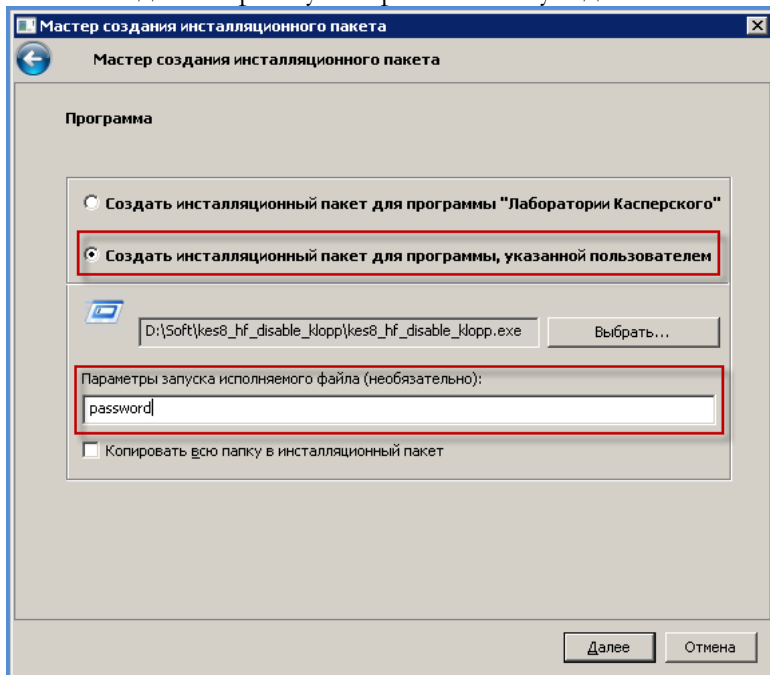 Мастер создания инсталляционного пакета
Мастер создания инсталляционного пакета
Программа
Создать инсталляционный пакет для программы "Лаборатории Касперского"
Создать инсталляционный пакет для программы, указанной пользователем
D:\Soft\kes8_hf_disable_klopp\kes8_hf_disable_klopp.exe
Выбрать...
Параметры запуска исполняемого файла (необязательно):
password
Копировать всю папку в инсталляционный пакет
Далее
Отмена